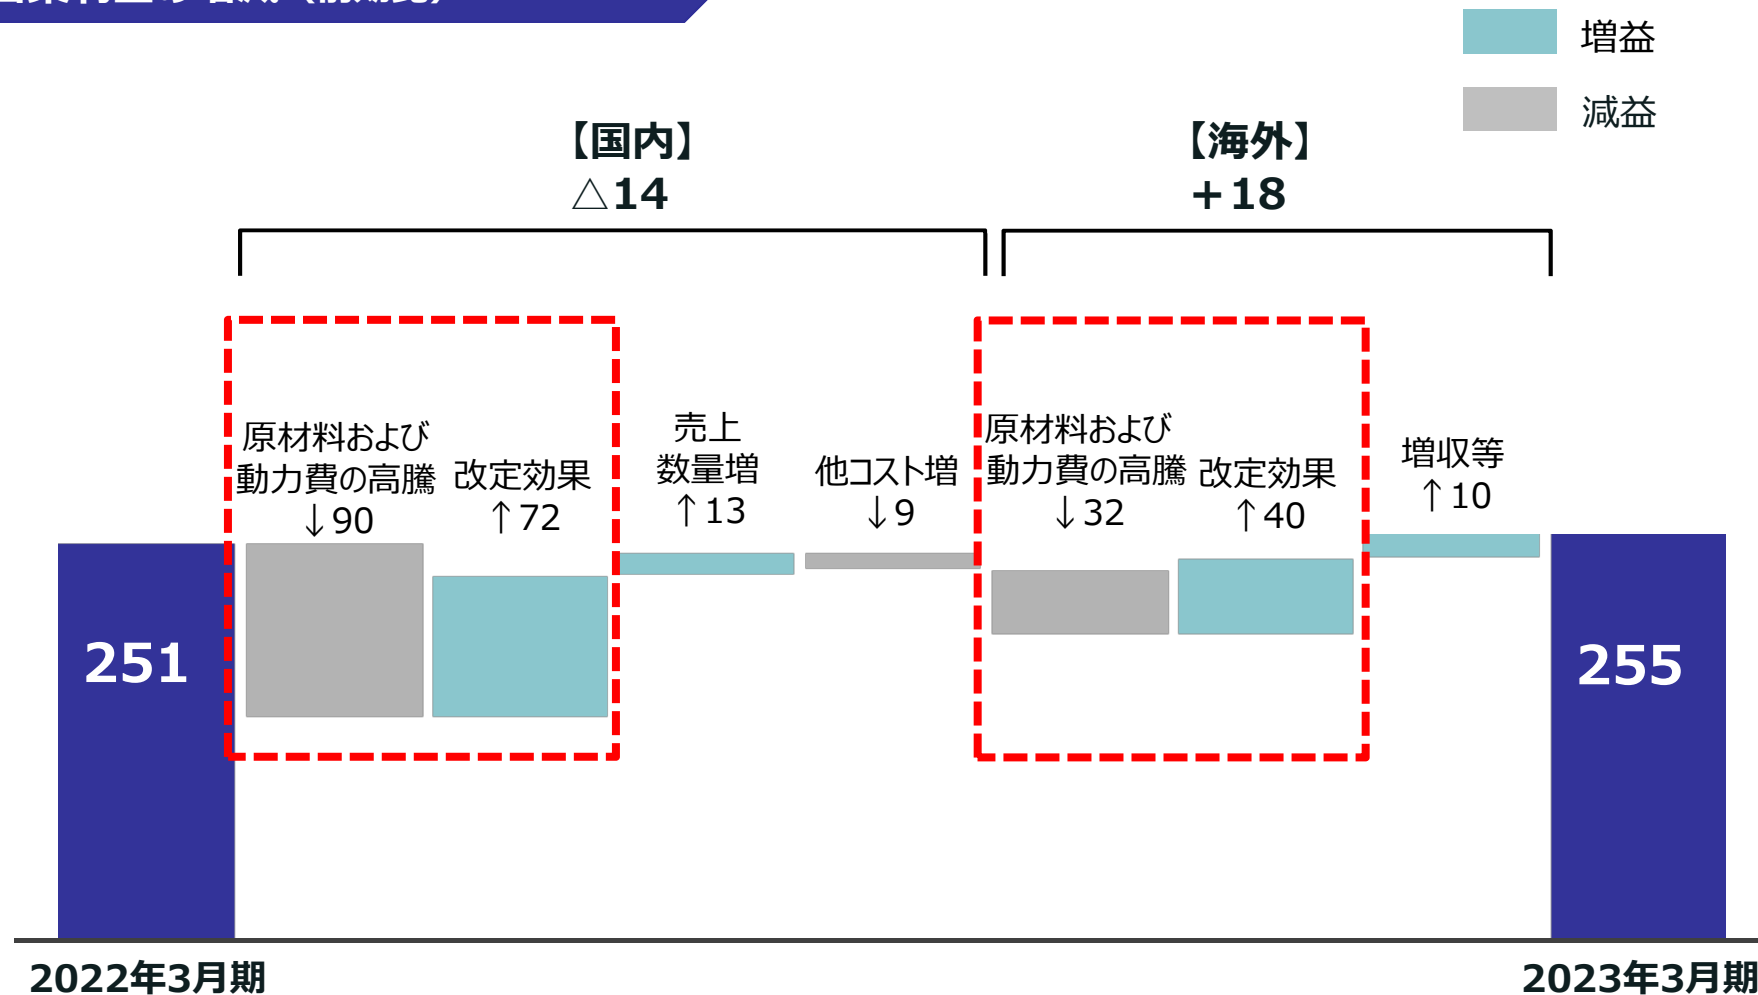 増益
減益
【国内】
△14
【海外】
+18
原材料および
動力費の高騰
↓90
改定効果
↑72
売上
数量増
↑13
他コスト増
↓9
原材料および
動力費の高騰
↓32
改定効果
↑40
増収等
↑10
251
255
2022年3月期
2023年3月期